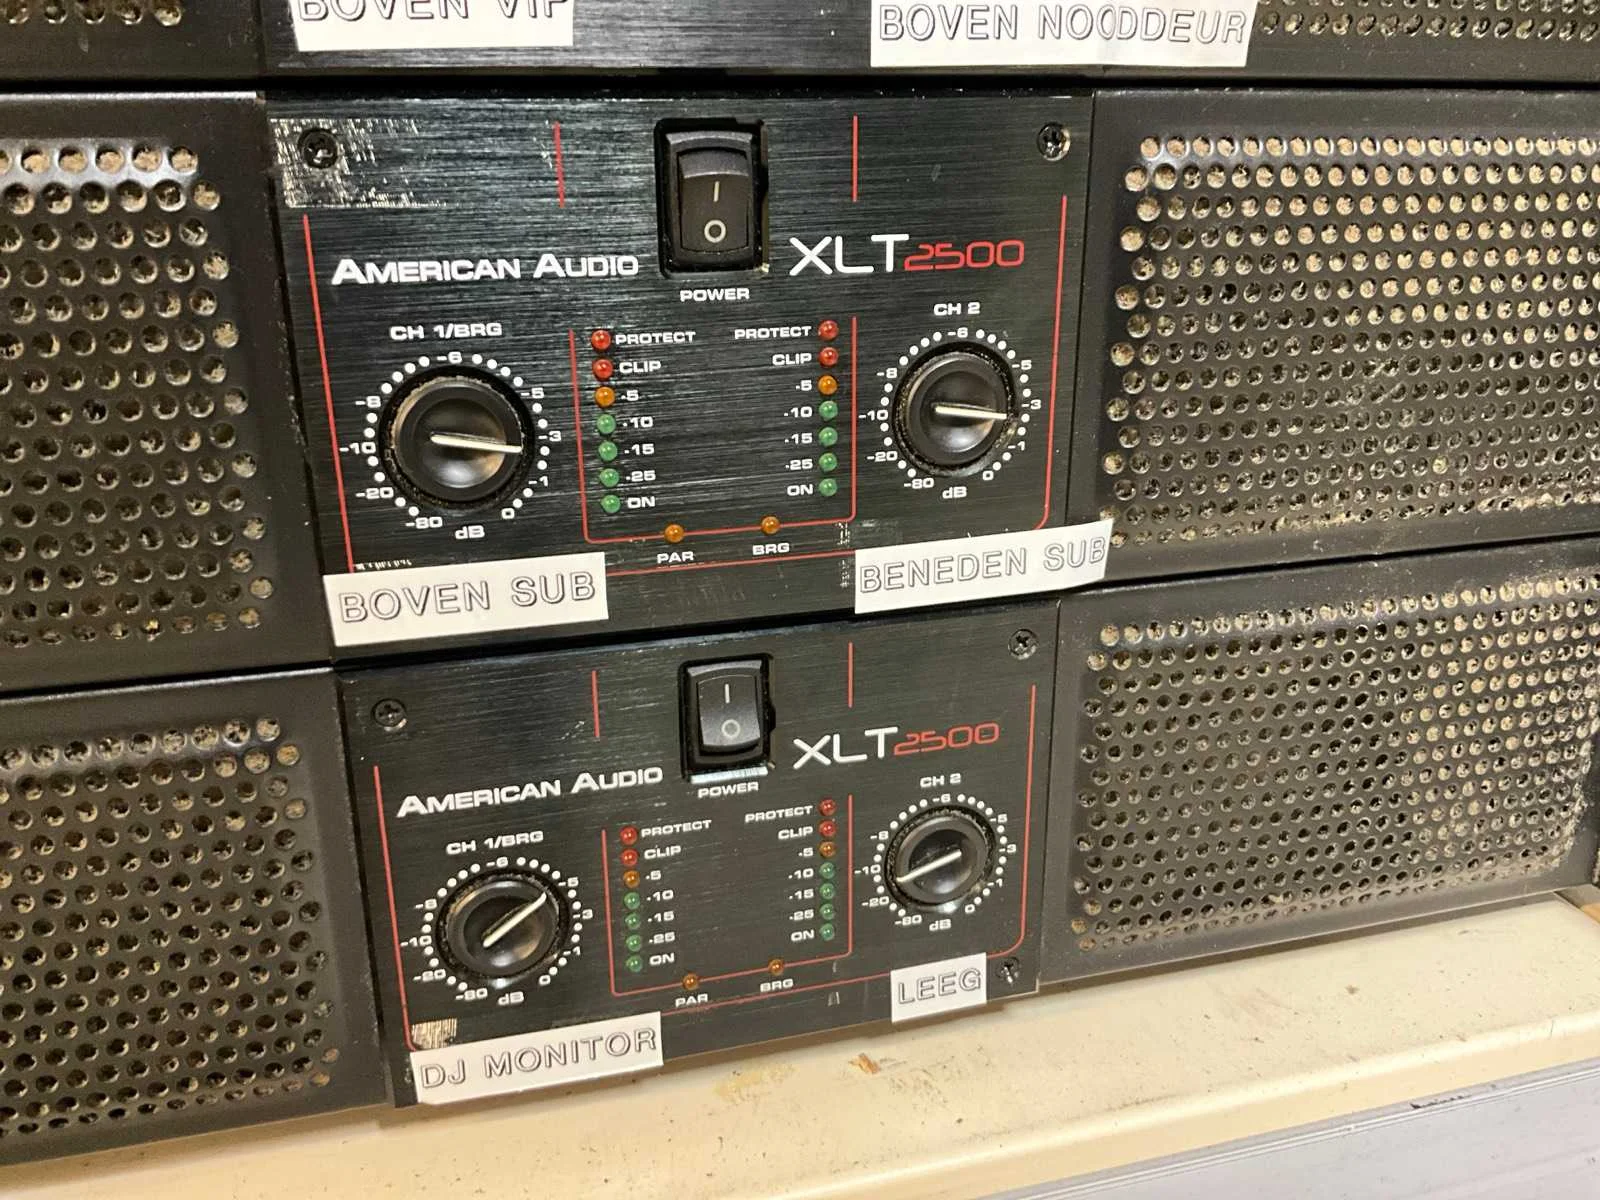 BOVEN VIP
BOVEN NOODDEUR
I
O
AMERICAN AUDIO
XLT2500
POWER
CH 1/BRG
-6
-8
-5
-10
-3
-20
-1
-80
dB
0
PROTECT
CLIP
-5
-10
-15
-25
ON
PROTECT
CLIP
-5
-10
-15
-25
ON
CH 2
-6
-8
-5
-10
-3
-20
-1
-80
dB
0
PAR
BRG
BOVEN SUB
BENEDEN SUB
I
O
AMERICAN AUDIO
XLT2500
POWER
CH 1/BRG
-6
-8
-5
-10
-3
-20
-1
-80
dB
0
PROTECT
CLIP
-5
-10
-15
-25
ON
PROTECT
CLIP
-5
-10
-15
-25
ON
CH 2
-6
-8
-5
-10
-3
-20
-1
-80
dB
0
PAR
BRG
DJ MONITOR
LEEG